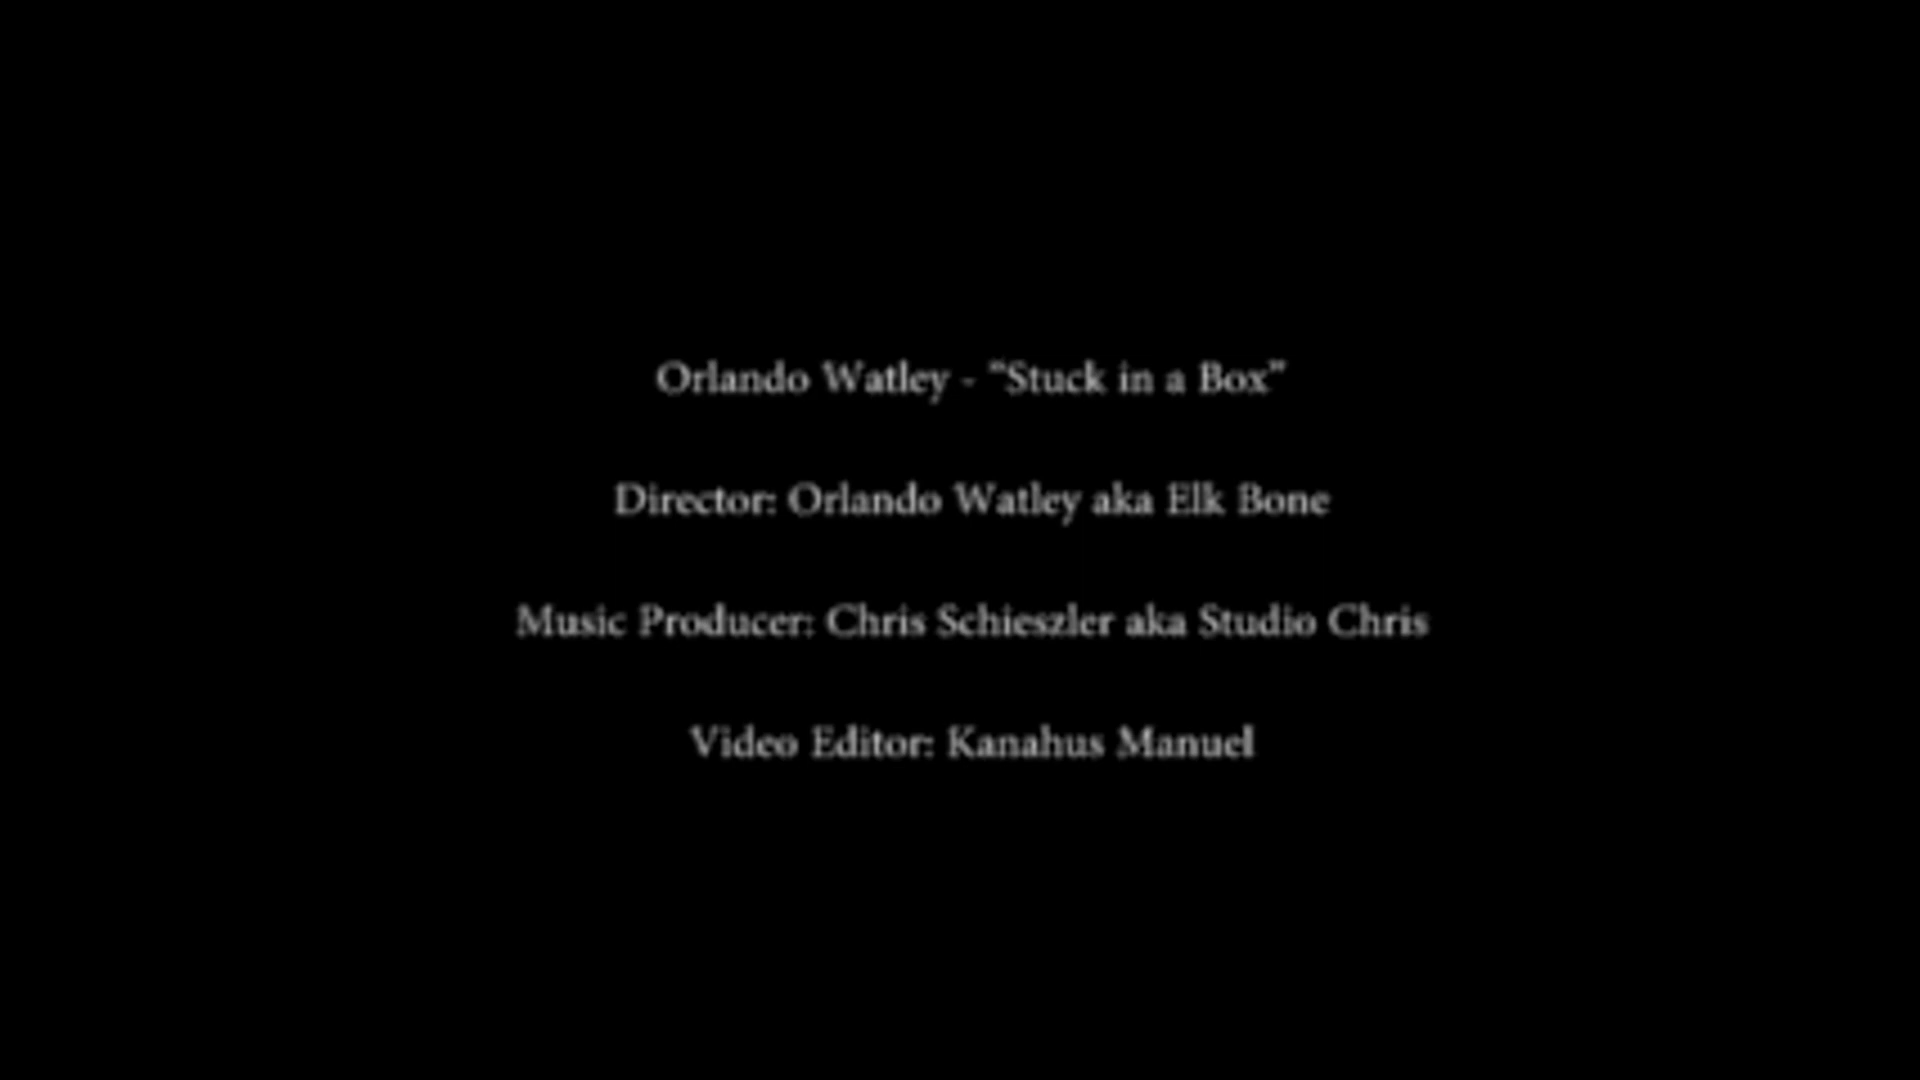 Orlando Watley - “Stuck in a Box”
Director: Orlando Watley aka Elk Bone
Music Producer: Chris Schieszler aka Studio Chris
Video Editor: Kanahus Manuel